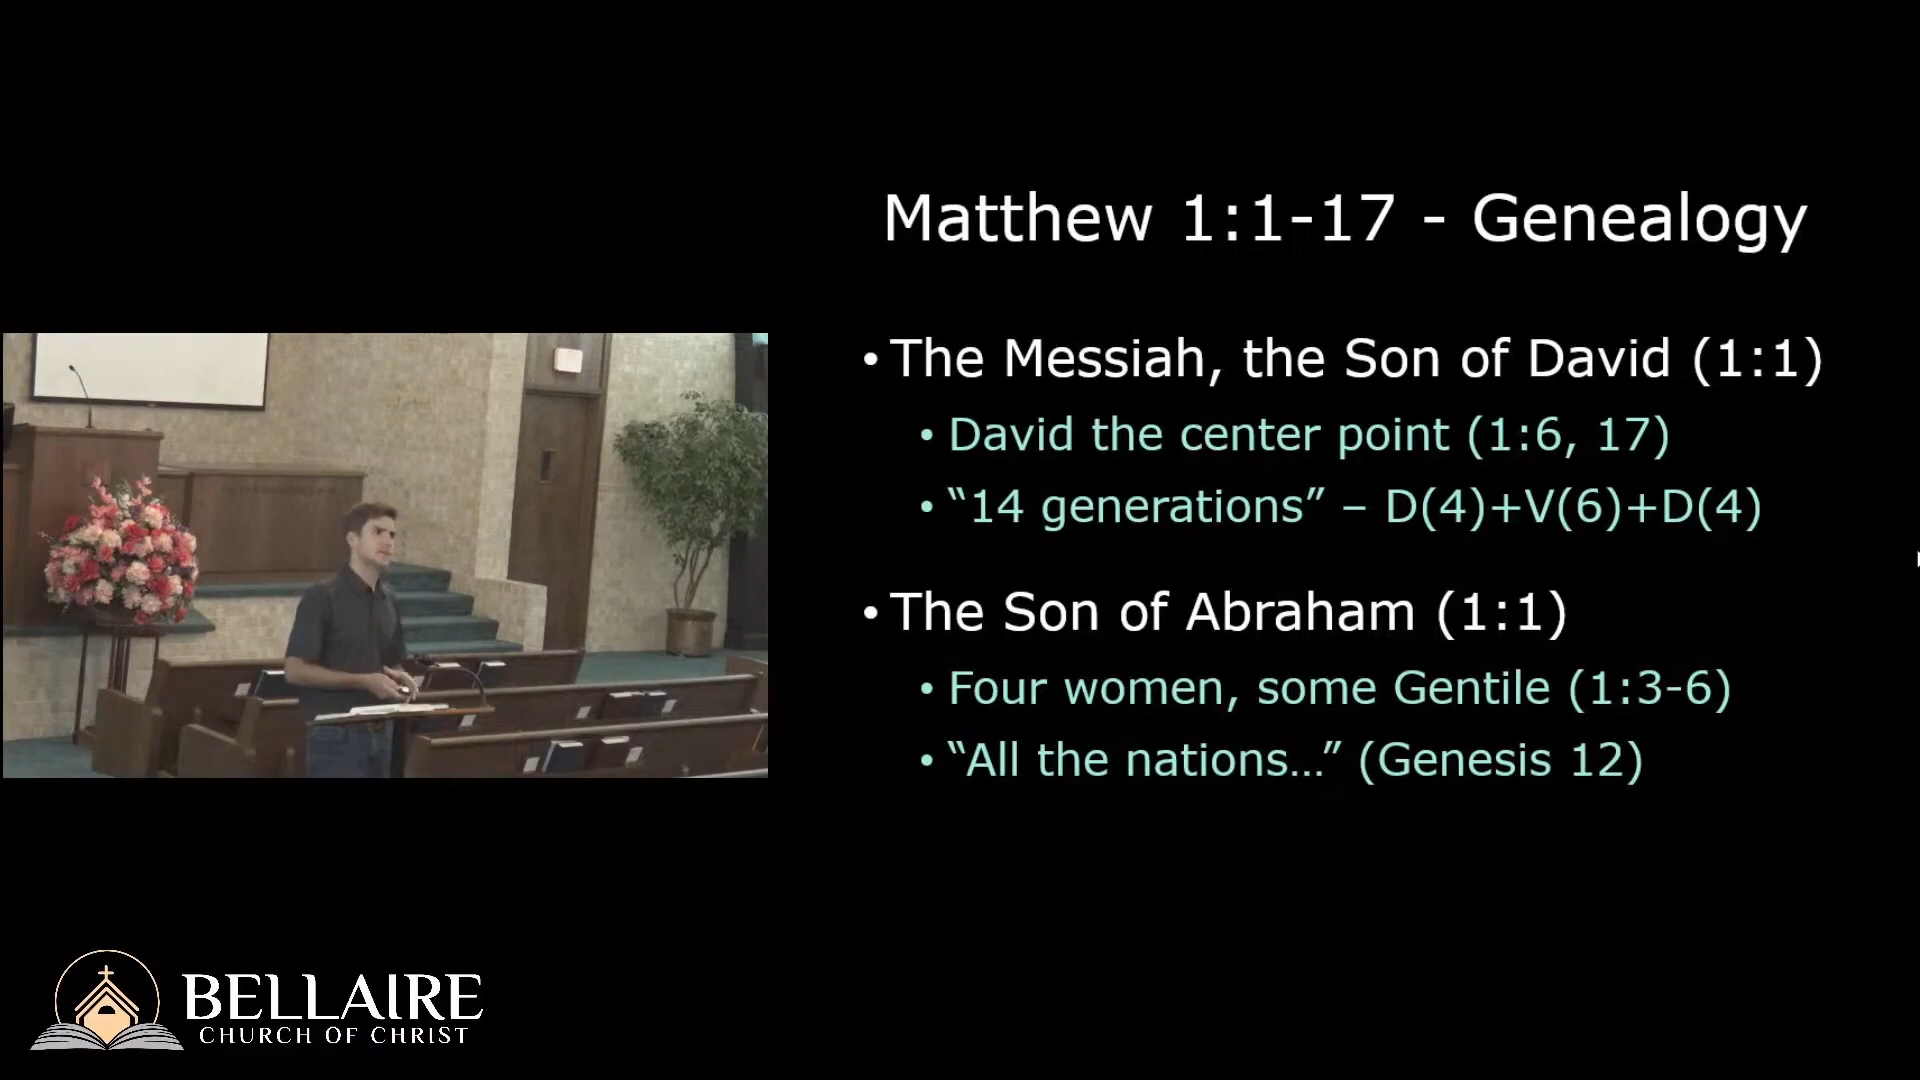 Matthew 1:1-17 - Genealogy
• The Messiah, the Son of David (1:1)
• David the center point (1:6, 17)
• “14 generations” – D(4)+V(6)+D(4)
• The Son of Abraham (1:1)
• Four women, some Gentile (1:3-6)
• “All the nations…” (Genesis 12)
BELLAIRE
CHURCH OF CHRIST